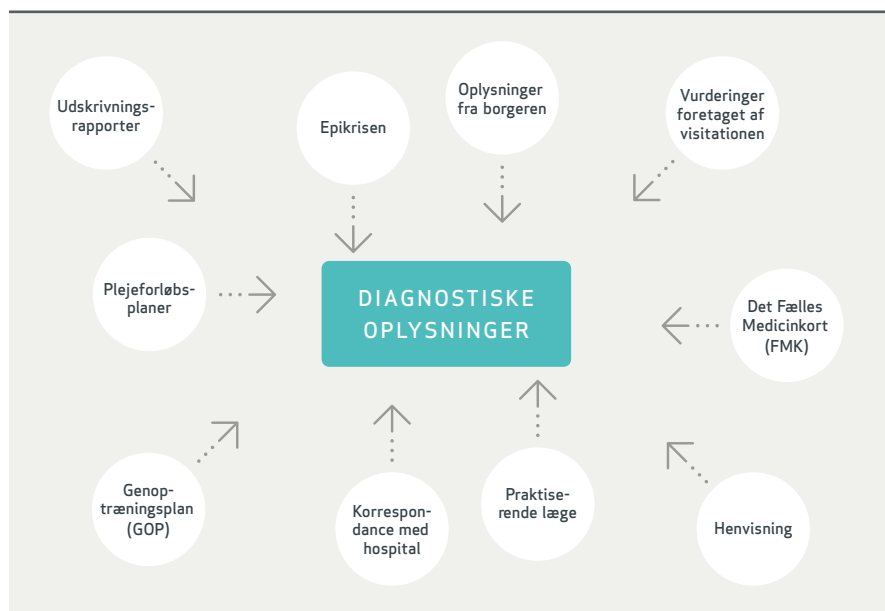 Udskrivnings-
rapporter
Epikrisen
Oplysninger
fra borgeren
Vurderinger
foretaget af
visitationen
Plejeforløbs-
planer
DIAGNOSTISKE
OPLYSNINGER
Det Fælles
Medicinkort
(FMK)
Genop-
træningsplan
(GOP)
Korrespon-
dance med
hospital
Praktise-
rende læge
Henvisning